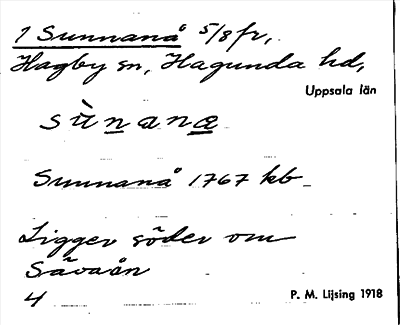 1 Sunnanå 5/8 fr,
Hagby sn, Hagunda hd,
Uppsala län
sùnana
Sunnanå 1767 kb
Ligger söder om
Sävaån
4
P. M. Lijsing 1918